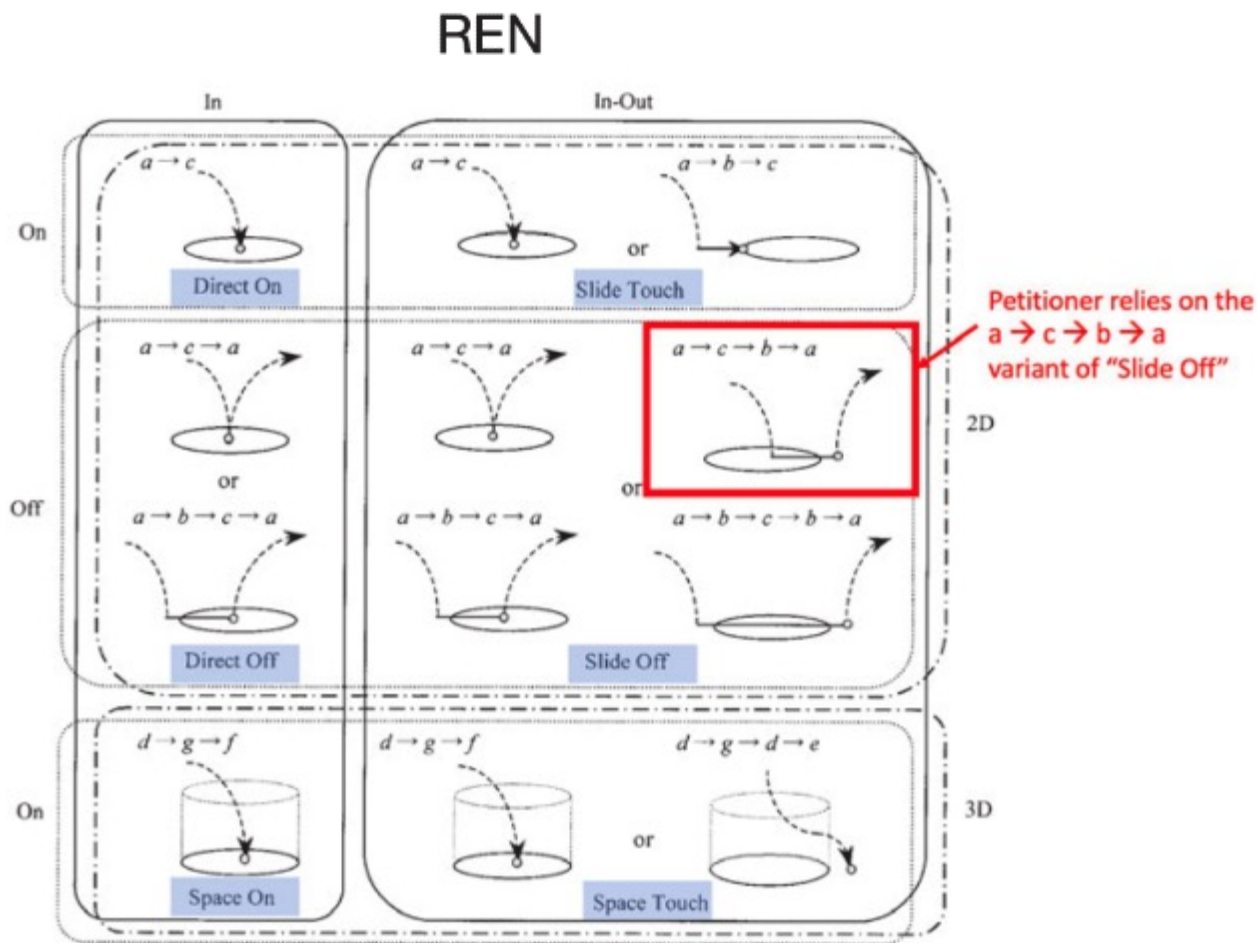 REN
In
In-Out
a → c
a → c
a → b → c
On
or
Direct On
Slide Touch
Petitioner relies on the
a → c → b → a
variant of “Slide Off”
a → c → a
a → c → a
a → c → b → a
2D
or
or
Off
a → b → c → a
a → b → c → a
a → b → c → b → a
Direct Off
Slide Off
d → g → f
d → g → f
d → g → d → e
On
or
3D
Space On
Space Touch